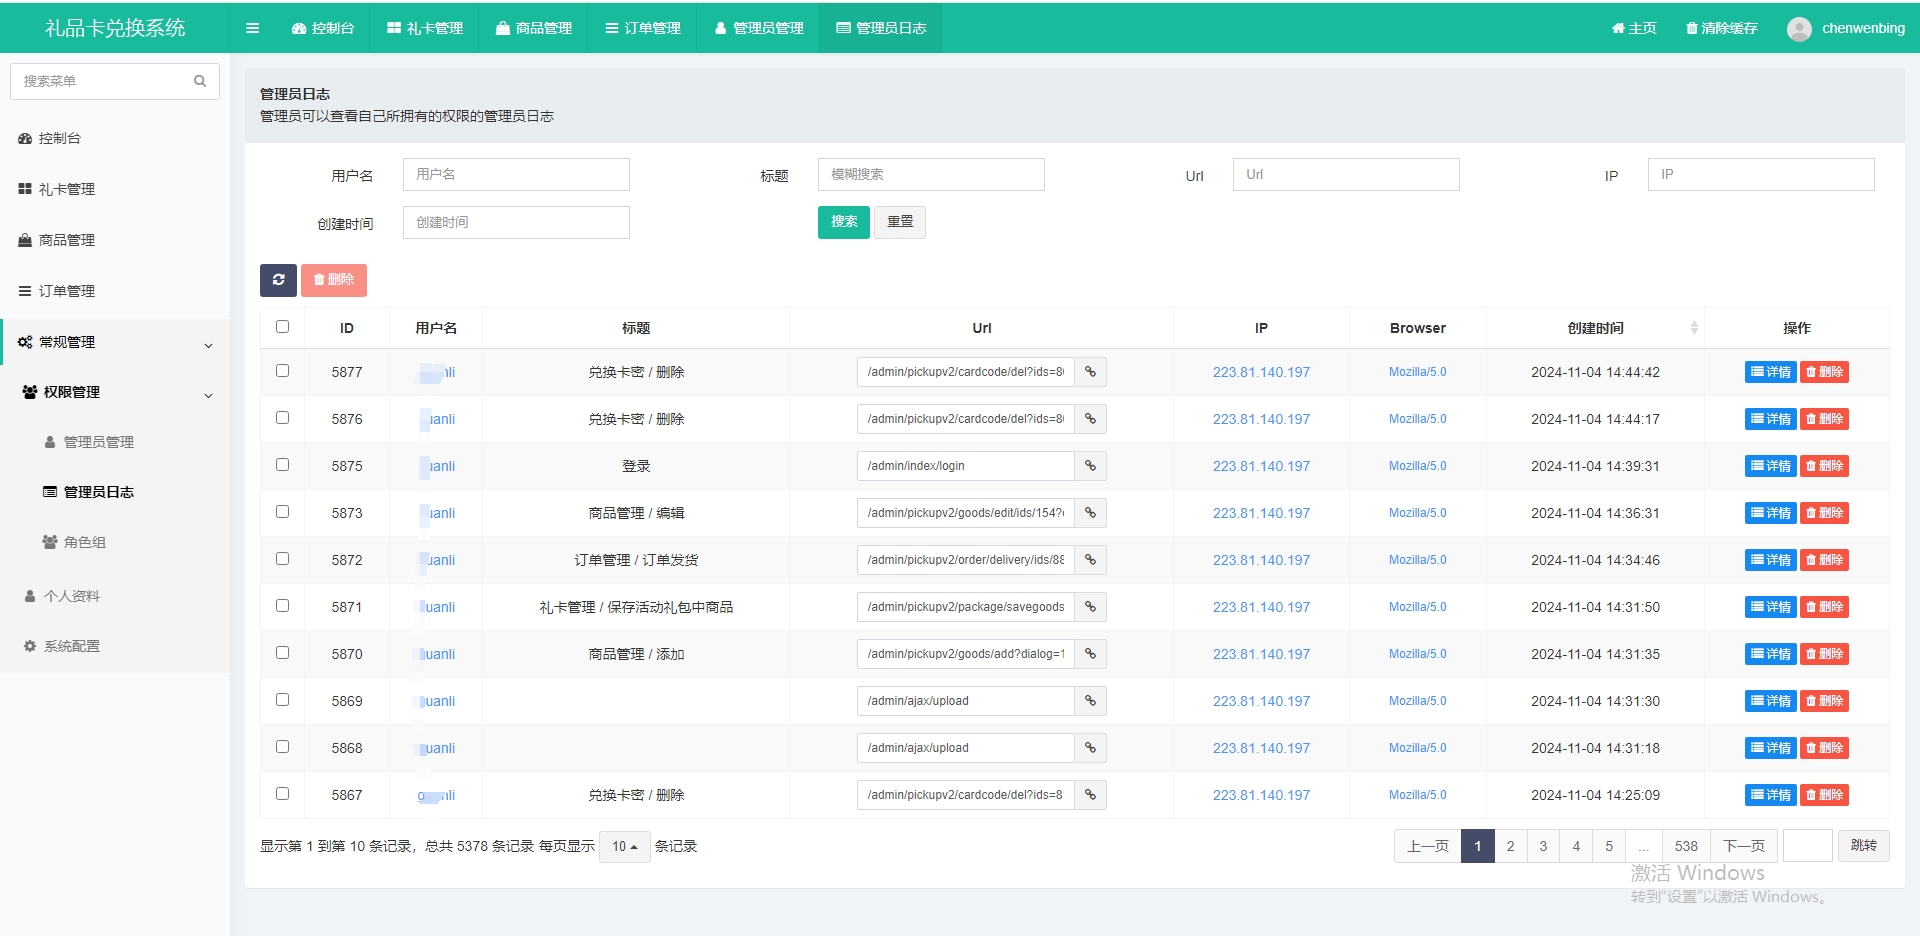 礼品卡兑换系统 控制台 礼卡管理 商品管理 订单管理 管理员管理 管理员日志 主页 清除缓存 chenwenbing
搜索菜单
控制台
礼卡管理
商品管理
订单管理
常规管理
权限管理
管理员管理
管理员日志
角色组
个人资料
系统配置
管理员日志
管理员可以查看自己所拥有的权限的管理员日志
用户名 用户名 标题 模糊搜索 Url Url IP IP
创建时间 创建时间 搜索 重置
删除
ID 用户名 标题 Url IP Browser 创建时间 操作
5877 兑换卡密 / 删除 /admin/pickupv2/cardcode/del?ids=8 223.81.140.197 Mozilla/5.0 2024-11-04 14:44:42 详情 删除
5876 uanli 兑换卡密 / 删除 /admin/pickupv2/cardcode/del?ids=8 223.81.140.197 Mozilla/5.0 2024-11-04 14:44:17 详情 删除
5875 uanli 登录 /admin/index/login 223.81.140.197 Mozilla/5.0 2024-11-04 14:39:31 详情 删除
5873 uanli 商品管理 / 编辑 /admin/pickupv2/goods/edit/ids/154? 223.81.140.197 Mozilla/5.0 2024-11-04 14:36:31 详情 删除
5872 uanli 订单管理 / 订单发货 /admin/pickupv2/order/delivery/ids/88 223.81.140.197 Mozilla/5.0 2024-11-04 14:34:46 详情 删除
5871 uanli 礼卡管理 / 保存活动礼包中商品 /admin/pickupv2/package/savegoods 223.81.140.197 Mozilla/5.0 2024-11-04 14:31:50 详情 删除
5870 uanli 商品管理 / 添加 /admin/pickupv2/goods/add?dialog=1 223.81.140.197 Mozilla/5.0 2024-11-04 14:31:35 详情 删除
5869 uanli /admin/ajax/upload 223.81.140.197 Mozilla/5.0 2024-11-04 14:31:30 详情 删除
5868 uanli /admin/ajax/upload 223.81.140.197 Mozilla/5.0 2024-11-04 14:31:18 详情 删除
5867 兑换卡密 / 删除 /admin/pickupv2/cardcode/del?ids=8 223.81.140.197 Mozilla/5.0 2024-11-04 14:25:09 详情 删除
显示第 1 到第 10 条记录，总共 5378 条记录 每页显示 10 条记录 上一页 1 2 3 4 5 ... 538 下一页 跳转
激活 Windows
转到"设置"以激活 Windows。